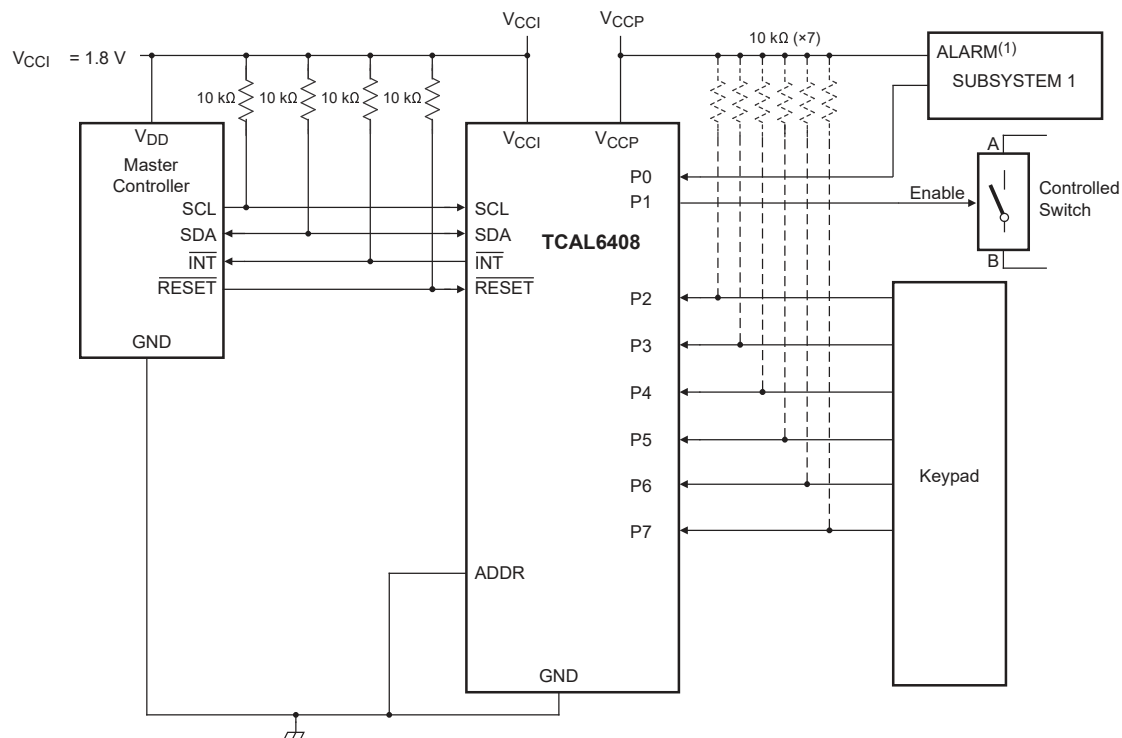 VCCI
VCCP
VCCI = 1.8 V
10 kΩ (×7)
ALARM(1)
SUBSYSTEM 1
10 kΩ
10 kΩ
10 kΩ
10 kΩ
VDD
Master
Controller
VCCI
VCCP
A
P0
Enable
Controlled
Switch
SCL
SCL
P1
SDA
SDA
TCAL6408
INT
INT
B
RESET
RESET
P2
GND
P3
P4
P5
Keypad
P6
P7
ADDR
GND